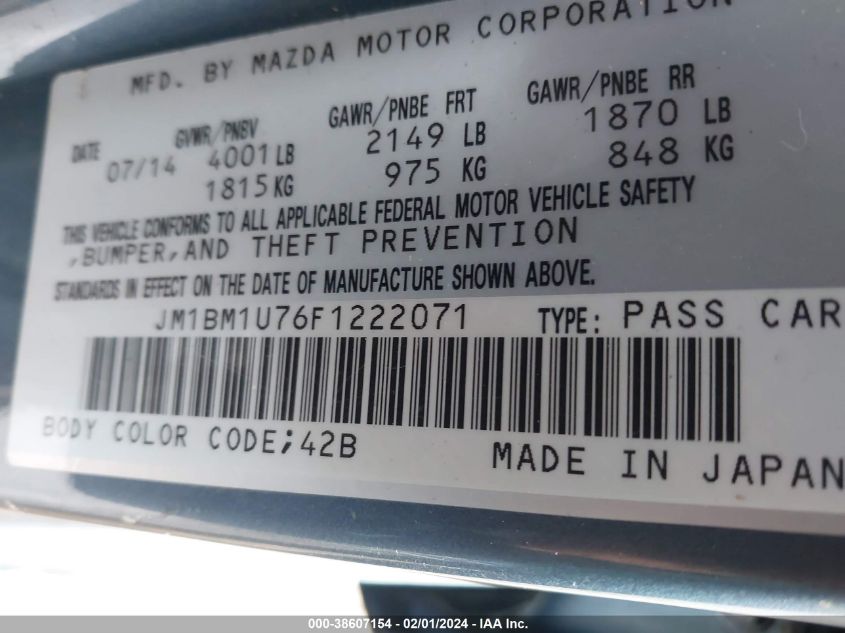 MFD. BY MAZDA MOTOR CORPORATION
DATE GVWR/PNBV GAWR/PNBE FRT GAWR/PNBE RR
07/14 4001 LB 2149 LB 1870 LB
1815 KG 975 KG 848 KG
THIS VEHICLE CONFORMS TO ALL APPLICABLE FEDERAL MOTOR VEHICLE SAFETY
,BUMPER,AND THEFT PREVENTION
STANDARDS IN EFFECT ON THE DATE OF MANUFACTURE SHOWN ABOVE.
JM1BM1U76F1222071 TYPE: PASS CAR
BODY COLOR CODE;42B MADE IN JAPAN
000-38607154 - 02/01/2024 - Copyright © IAA, Inc.